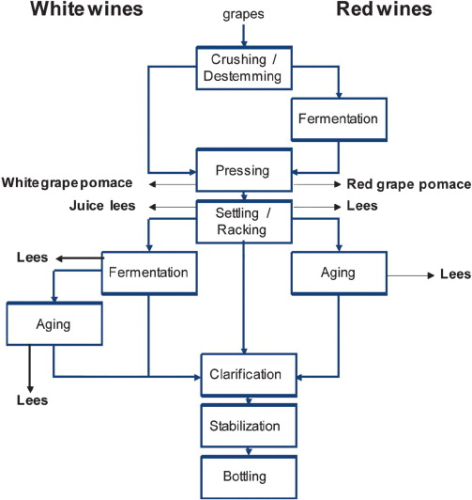 White wines
Red wines
grapes
Crushing /
Destemming
Fermentation
Pressing
White grape pomace
Red grape pomace
Juice lees
Lees
Settling /
Racking
Lees
Fermentation
Aging
Lees
Aging
Lees
Clarification
Stabilization
Bottling